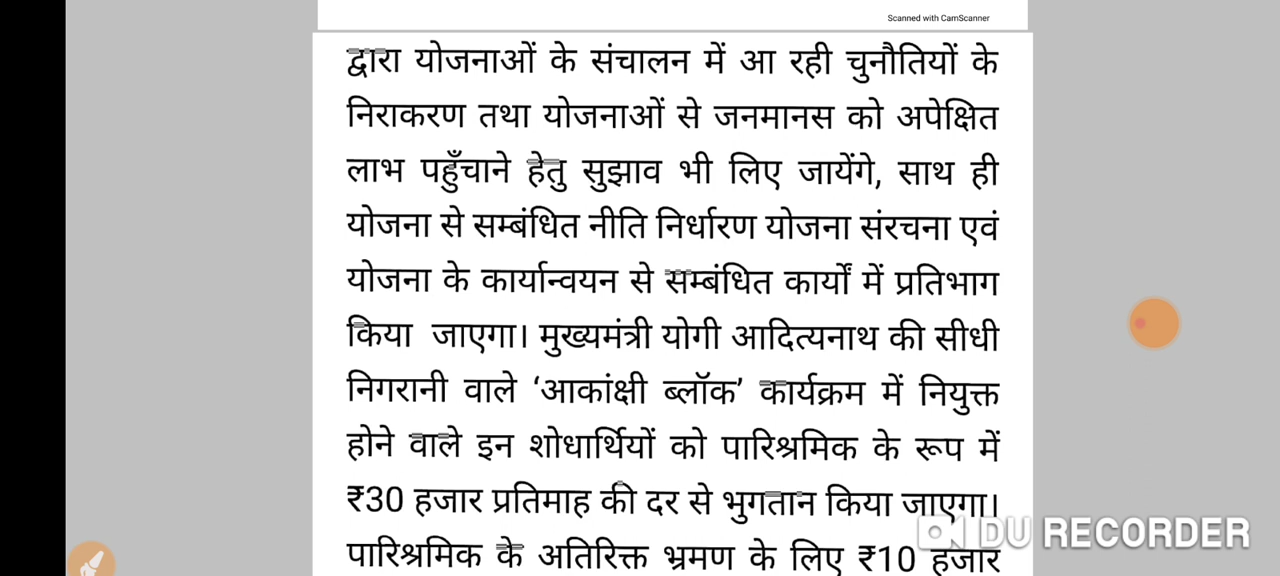 Scanned with CamScanner
द्वारा योजनाओं के संचालन में आ रही चुनौतियों के
निराकरण तथा योजनाओं से जनमानस को अपेक्षित
लाभ पहुँचाने हेतु सुझाव भी लिए जायेंगे, साथ ही
योजना से सम्बंधित नीति निर्धारण योजना संरचना एवं
योजना के कार्यान्वयन से सम्बंधित कार्यों में प्रतिभाग
किया जाएगा। मुख्यमंत्री योगी आदित्यनाथ की सीधी
निगरानी वाले ‘आकांक्षी ब्लॉक’ कार्यक्रम में नियुक्त
होने वाले इन शोधार्थियों को पारिश्रमिक के रूप में
₹30 हजार प्रतिमाह की दर से भुगतान किया जाएगा।
DU RECORDER
पारिश्रमिक के अतिरिक्त भ्रमण के लिए ₹10 हजार